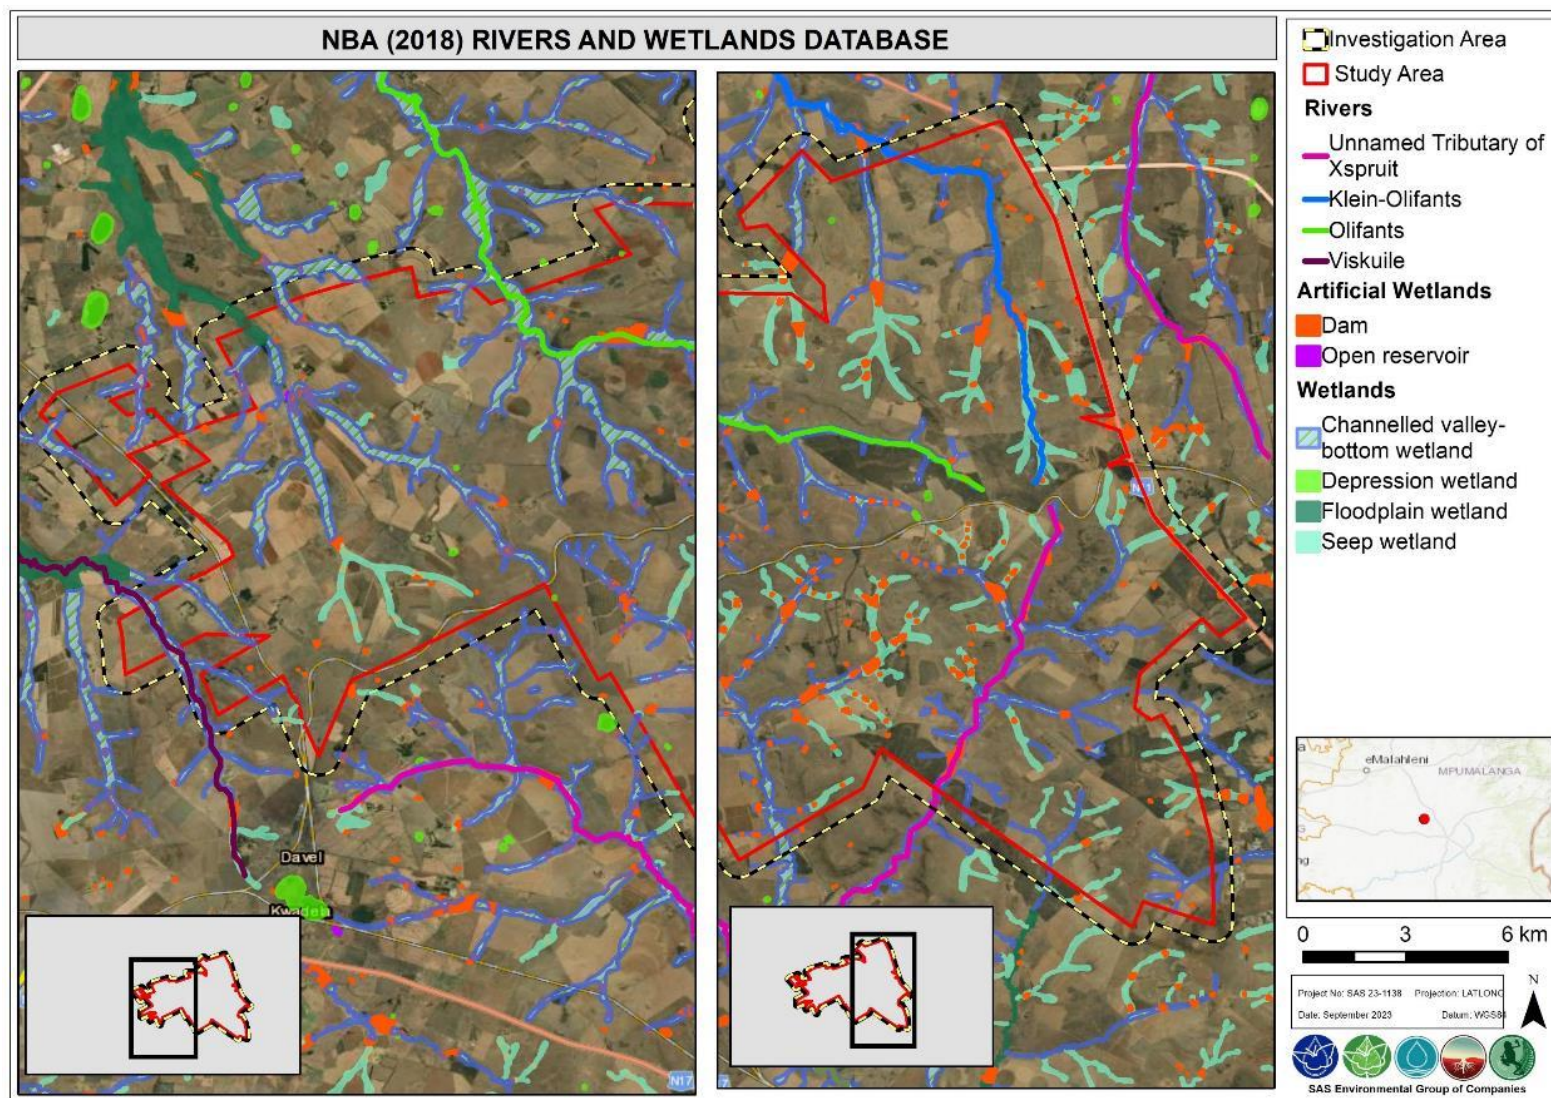 NBA (2018) RIVERS AND WETLANDS DATABASE
Davel
Kwadela
N17
Investigation Area
Study Area
Rivers
Unnamed Tributary of
Xspruit
Klein-Olifants
Olifants
Viskuile
Artificial Wetlands
Dam
Open reservoir
Wetlands
Channelled valley-
bottom wetland
Depression wetland
Floodplain wetland
Seep wetland
eMalahleni
MPUMALANGA
0 3 6 km
Project No: SAS 23-1138 Projection: LATLONG
Date: September 2023 Datum: WGS84
N
SAS Environmental Group of Companies